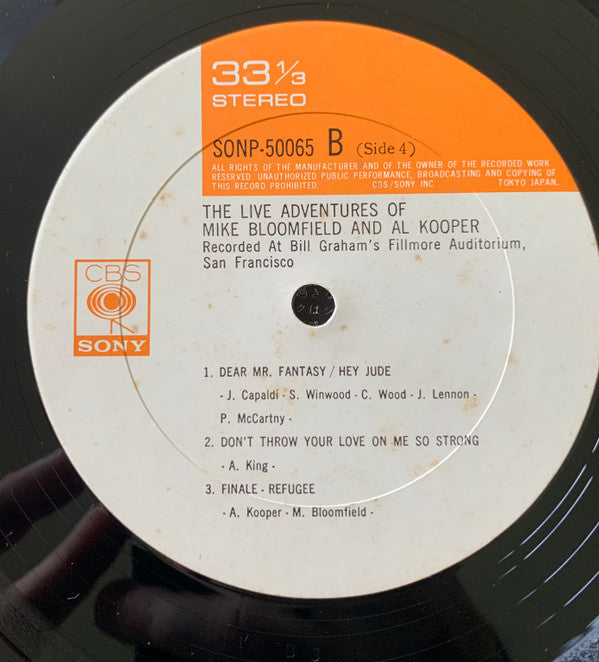 33 1/3
STEREO
SONP-50065 B (Side 4)
ALL RIGHTS OF THE MANUFACTURER AND OF THE OWNER OF THE RECORDED WORK
RESERVED. UNAUTHORIZED PUBLIC PERFORMANCE, BROADCASTING AND COPYING OF
THIS RECORD PROHIBITED. CBS/SONY INC TOKYO JAPAN.
THE LIVE ADVENTURES OF
MIKE BLOOMFIELD AND AL KOOPER
Recorded At Bill Graham's Fillmore Auditorium,
San Francisco
CBS
SONY
1. DEAR MR. FANTASY / HEY JUDE
· J. Capaldi · S. Winwood · C. Wood · J. Lennon ·
P. McCartny ·
2. DON'T THROW YOUR LOVE ON ME SO STRONG
· A. King ·
3. FINALE · REFUGEE
· A. Kooper · M. Bloomfield ·